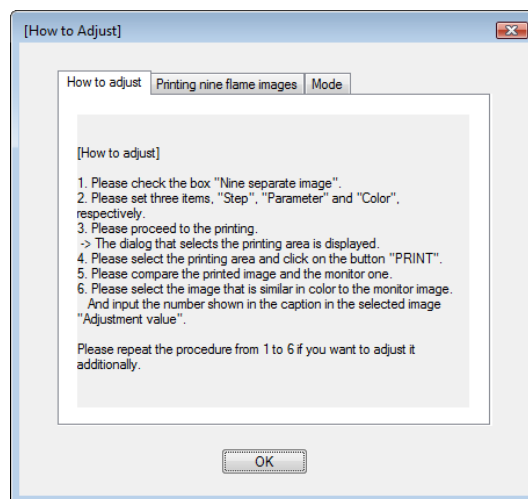 [How to Adjust]
How to adjust
Printing nine flame images
Mode
[How to adjust]
1. Please check the box "Nine separate image".
2. Please set three items, "Step", "Parameter" and "Color",
respectively.
3. Please proceed to the printing.
-> The dialog that selects the printing area is displayed.
4. Please select the printing area and click on the button "PRINT".
5. Please compare the printed image and the monitor one.
6. Please select the image that is similar in color to the monitor image.
And input the number shown in the caption in the selected image
"Adjustment value".
Please repeat the procedure from 1 to 6 if you want to adjust it
additionally.
OK